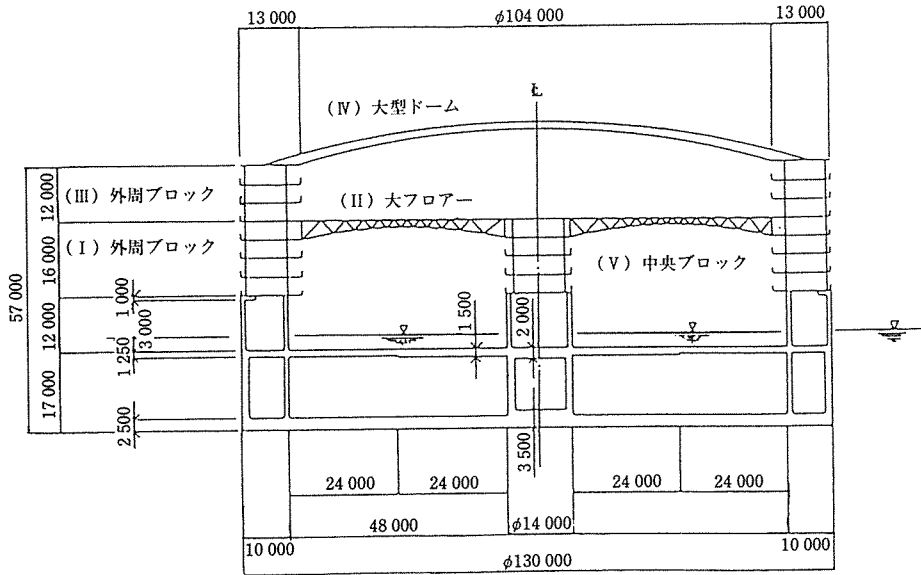 13 000
φ104 000
13 000
℄
(Ⅳ) 大型ドーム
(Ⅲ) 外周ブロック
(Ⅱ) 大フロアー
(Ⅰ) 外周ブロック
(Ⅴ) 中央ブロック
57 000
12 000
16 000
12 000
17 000
1 000
3 000
1 250
2 500
1 500
2 000
3 500
24 000
24 000
24 000
24 000
48 000
φ14 000
10 000
10 000
φ130 000